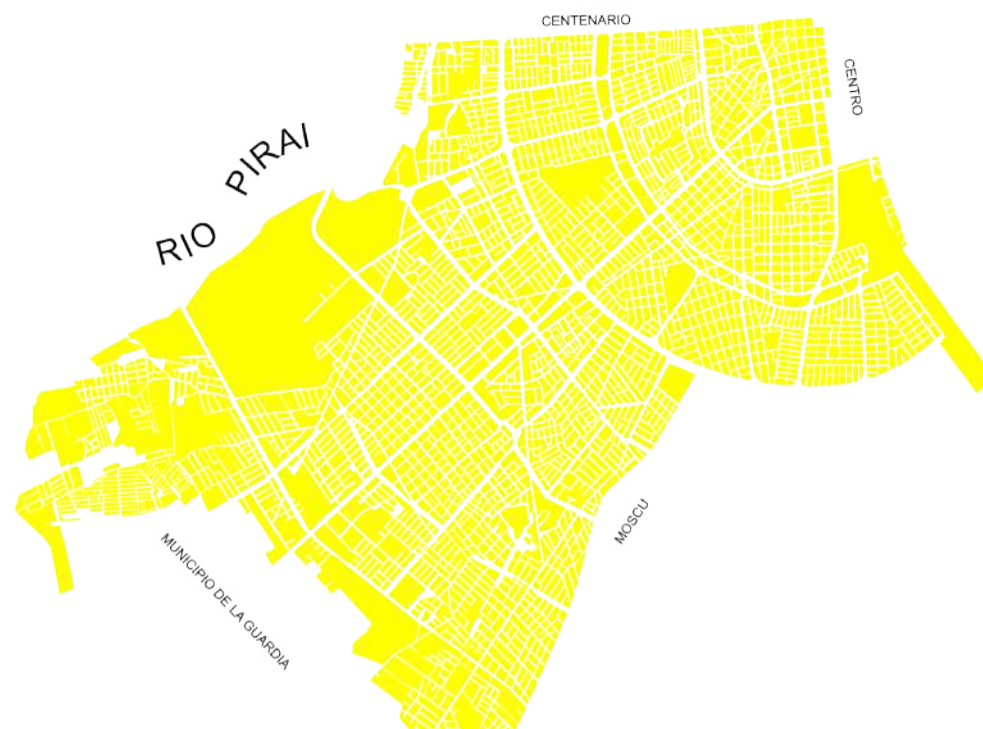 CENTENARIO
CENTRO
RIO PIRAI
MOSCU
MUNICIPIO DE LA GUARDIA